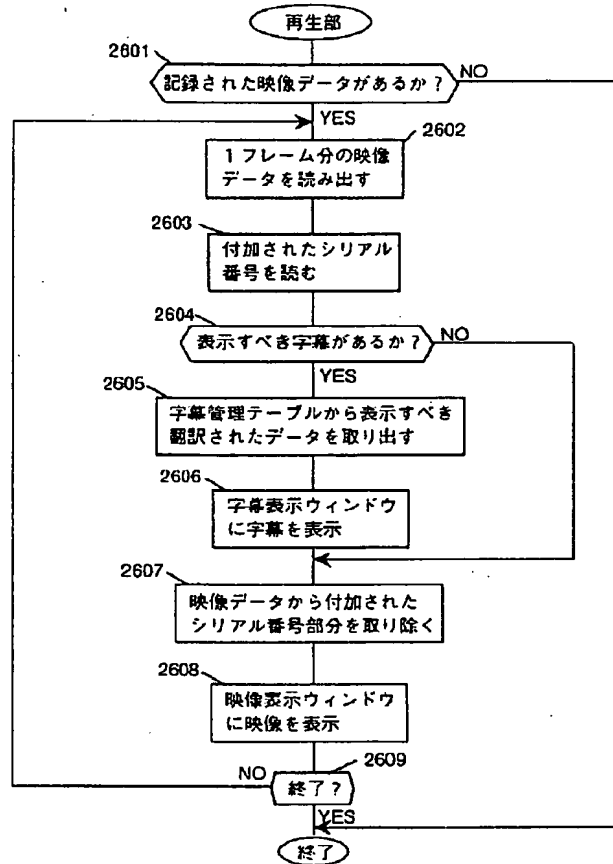 再生部
2601
記録された映像データがあるか?
NO
YES
2602
1フレーム分の映像
データを読み出す
2603
付加されたシリアル
番号を読む
2604
表示すべき字幕があるか?
NO
YES
2605
字幕管理テーブルから表示すべき
翻訳されたデータを取り出す
2606
字幕表示ウィンドウ
に字幕を表示
2607
映像データから付加された
シリアル番号部分を取り除く
2608
映像表示ウィンドウ
に映像を表示
2609
NO
終了?
YES
終了